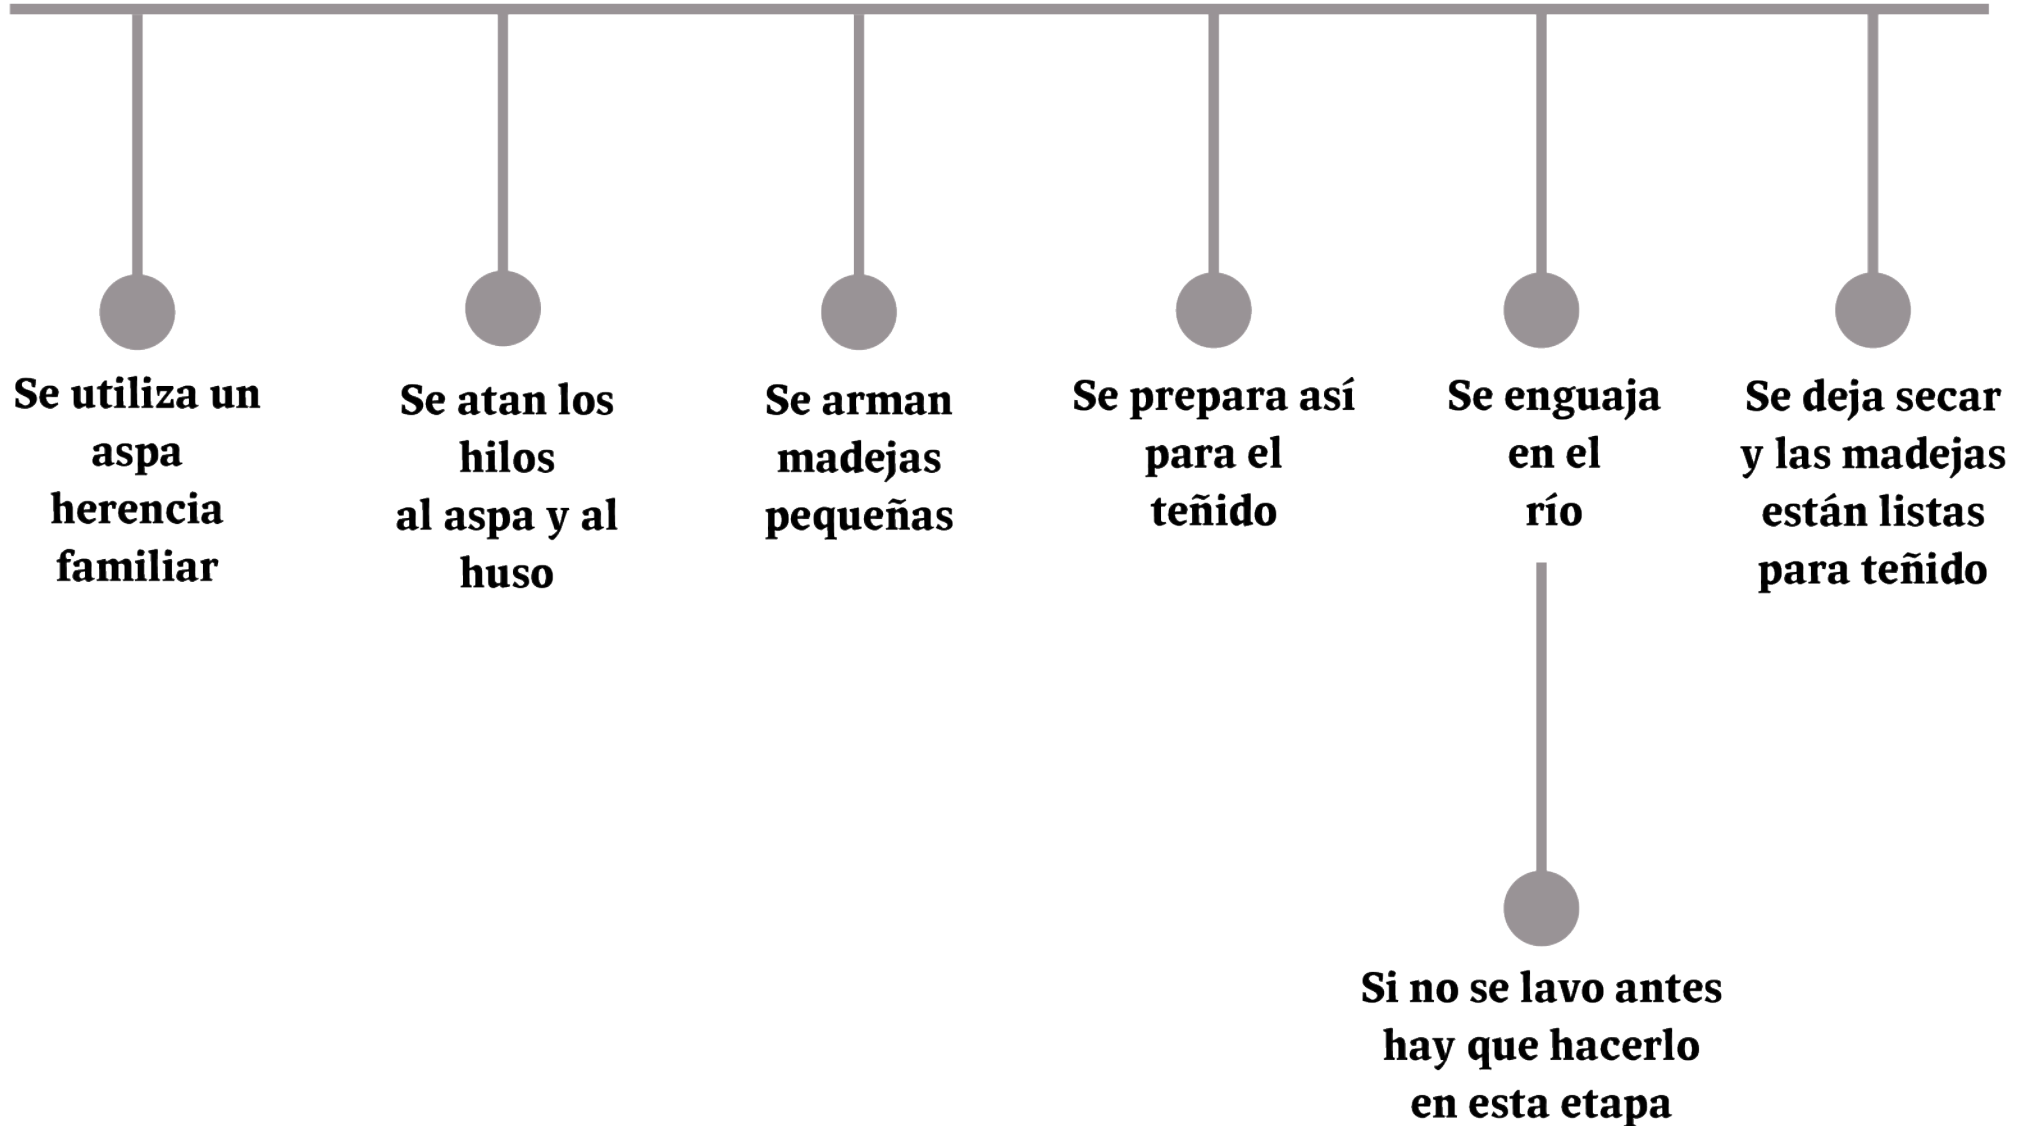 Se utiliza un
aspa
herencia
familiar
Se atan los
hilos
al aspa y al
huso
Se arman
madejas
pequeñas
Se prepara así
para el
teñido
Se enguaja
en el
río
Se deja secar
y las madejas
están listas
para teñido
Si no se lavo antes
hay que hacerlo
en esta etapa